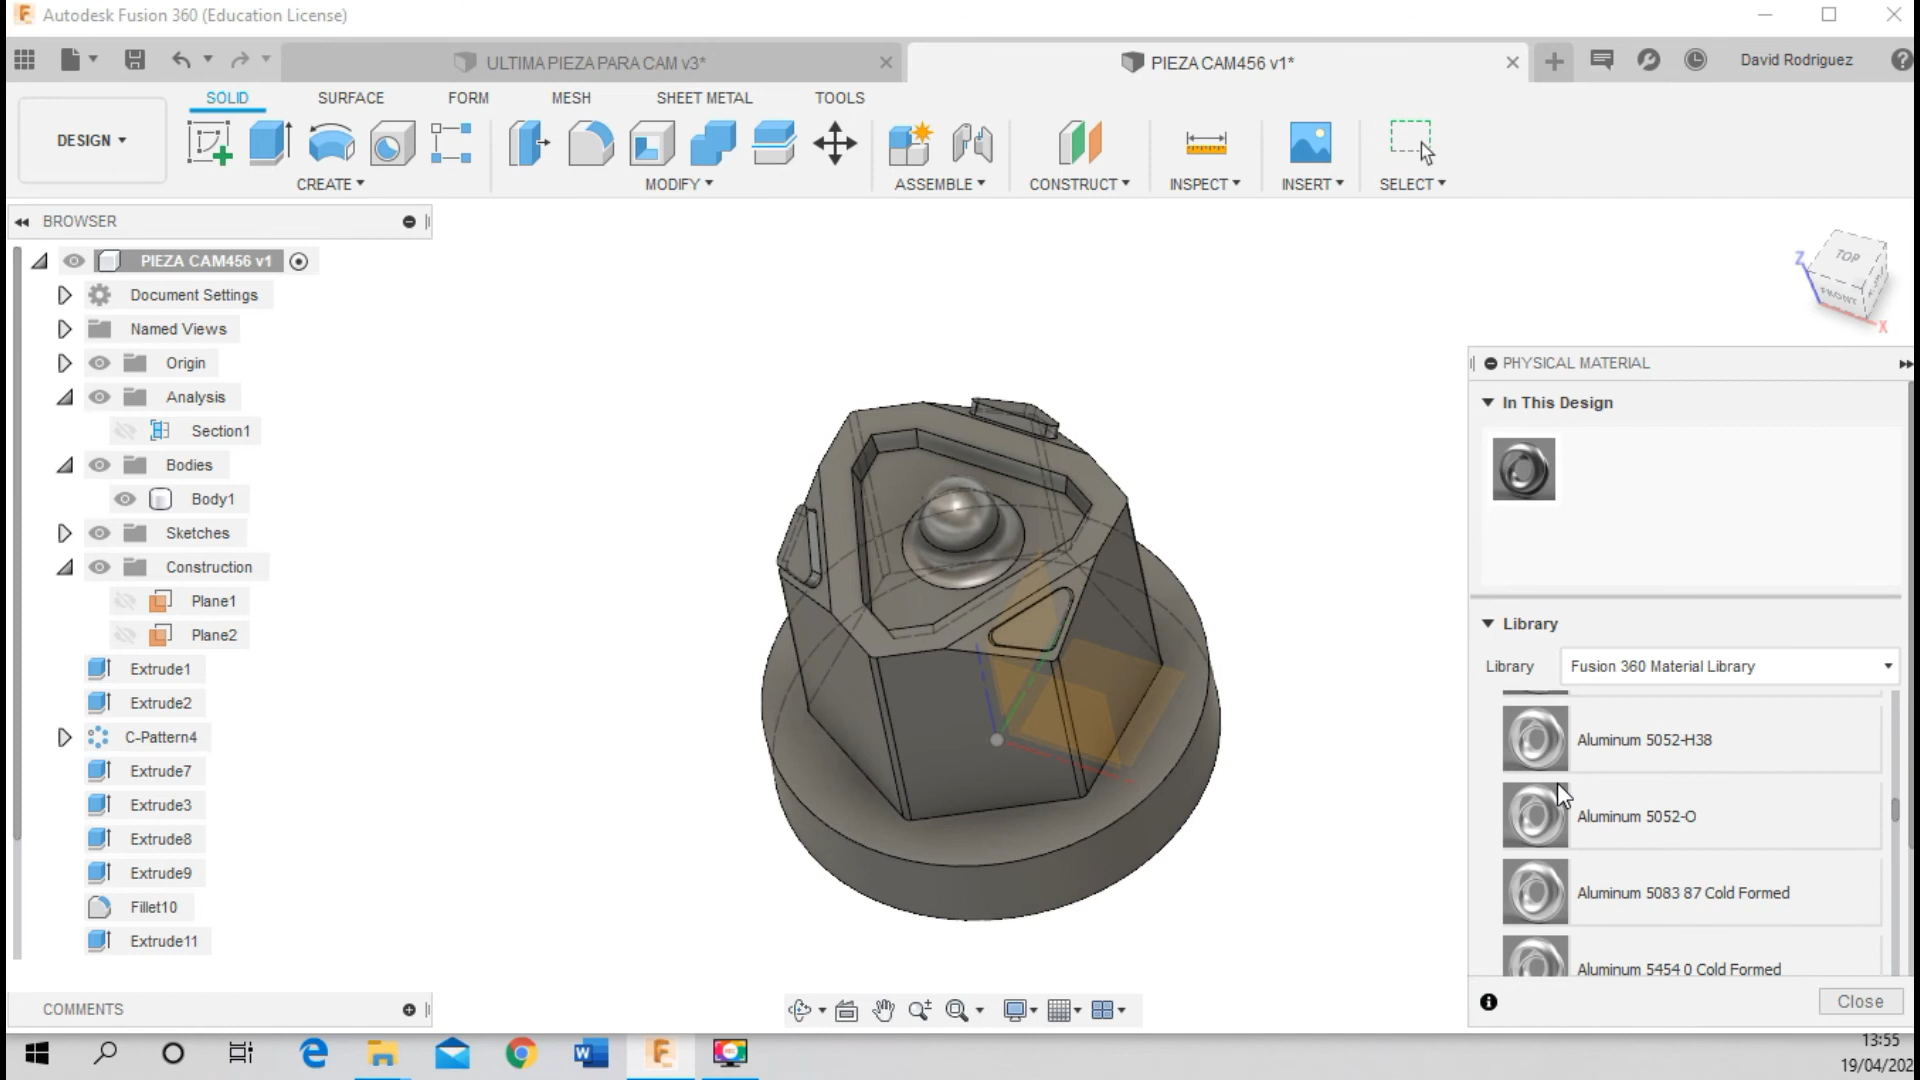 Autodesk Fusion 360 (Education License)
ULTIMA PIEZA PARA CAM v3*
PIEZA CAM456 v1*
David Rodriguez
SOLID
SURFACE
FORM
MESH
SHEET METAL
TOOLS
DESIGN
CREATE
MODIFY
ASSEMBLE
CONSTRUCT
INSPECT
INSERT
SELECT
BROWSER
PIEZA CAM456 v1
Document Settings
Named Views
Origin
Analysis
Section1
Bodies
Body1
Sketches
Construction
Plane1
Plane2
Extrude1
Extrude2
C-Pattern4
Extrude7
Extrude3
Extrude8
Extrude9
Fillet10
Extrude11
COMMENTS
TOP
FRONT
Z
X
PHYSICAL MATERIAL
In This Design
Library
Library
Fusion 360 Material Library
Aluminum 5052-H38
Aluminum 5052-O
Aluminum 5083 87 Cold Formed
Aluminum 5454 0 Cold Formed
Close
13:55
19/04/202